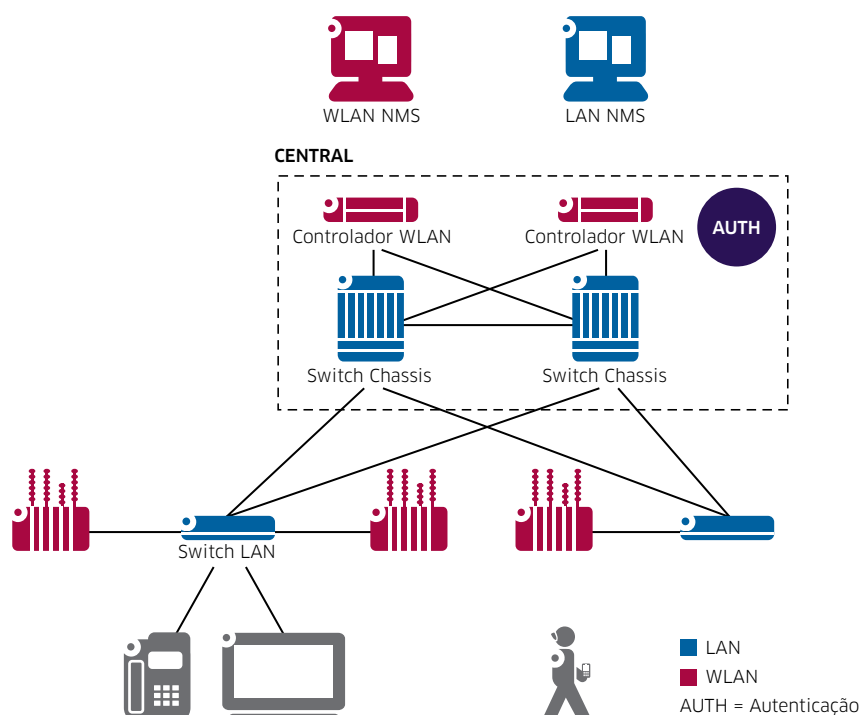 WLAN NMS
LAN NMS
CENTRAL
Controlador WLAN
Controlador WLAN
AUTH
Switch Chassis
Switch Chassis
Switch LAN
LAN
WLAN
AUTH = Autenticação